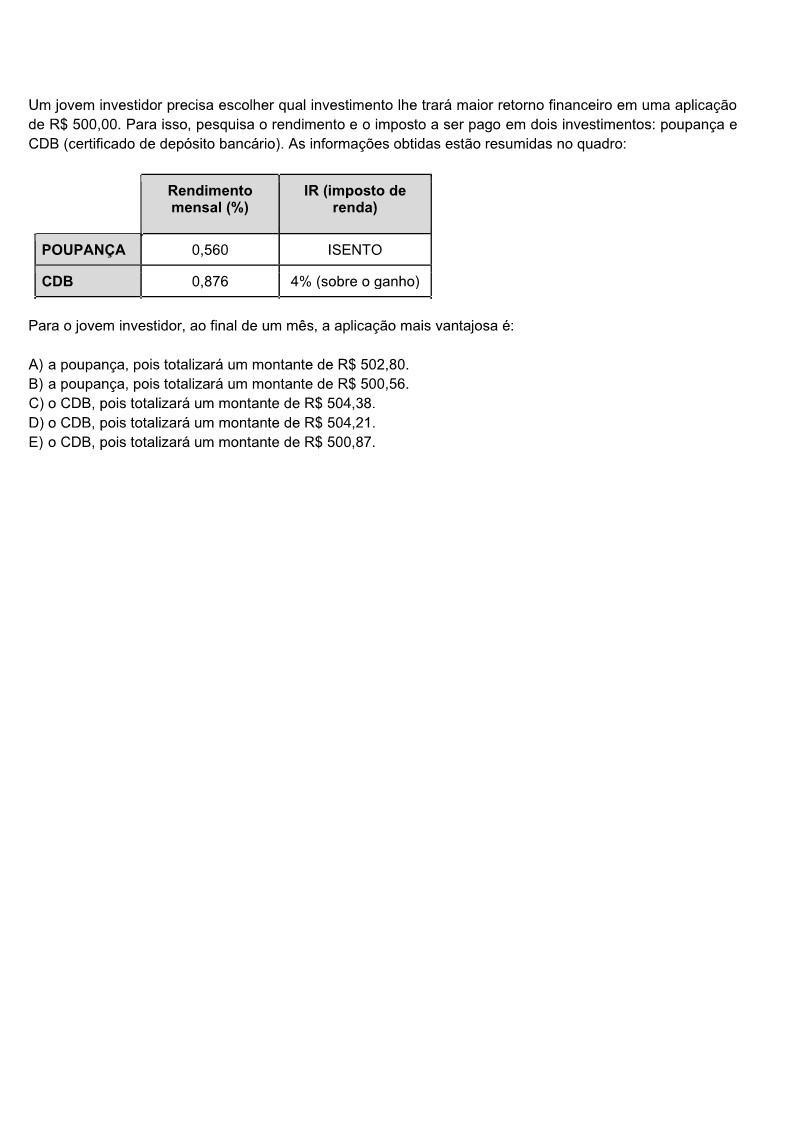 Um jovem investidor precisa escolher qual investimento lhe trará maior retorno financeiro em uma aplicação
de R$ 500,00. Para isso, pesquisa o rendimento e o imposto a ser pago em dois investimentos: poupança e
CDB (certificado de depósito bancário). As informações obtidas estão resumidas no quadro:
Rendimento IR (imposto de
mensal (%) renda)
POUPANÇA 0,560 ISENTO
CDB 0,876 4% (sobre o ganho)
Para o jovem investidor, ao final de um mês, a aplicação mais vantajosa é:
A) a poupança, pois totalizará um montante de R$ 502,80.
B) a poupança, pois totalizará um montante de R$ 500,56.
C) o CDB, pois totalizará um montante de R$ 504,38.
D) o CDB, pois totalizará um montante de R$ 504,21.
E) o CDB, pois totalizará um montante de R$ 500,87.